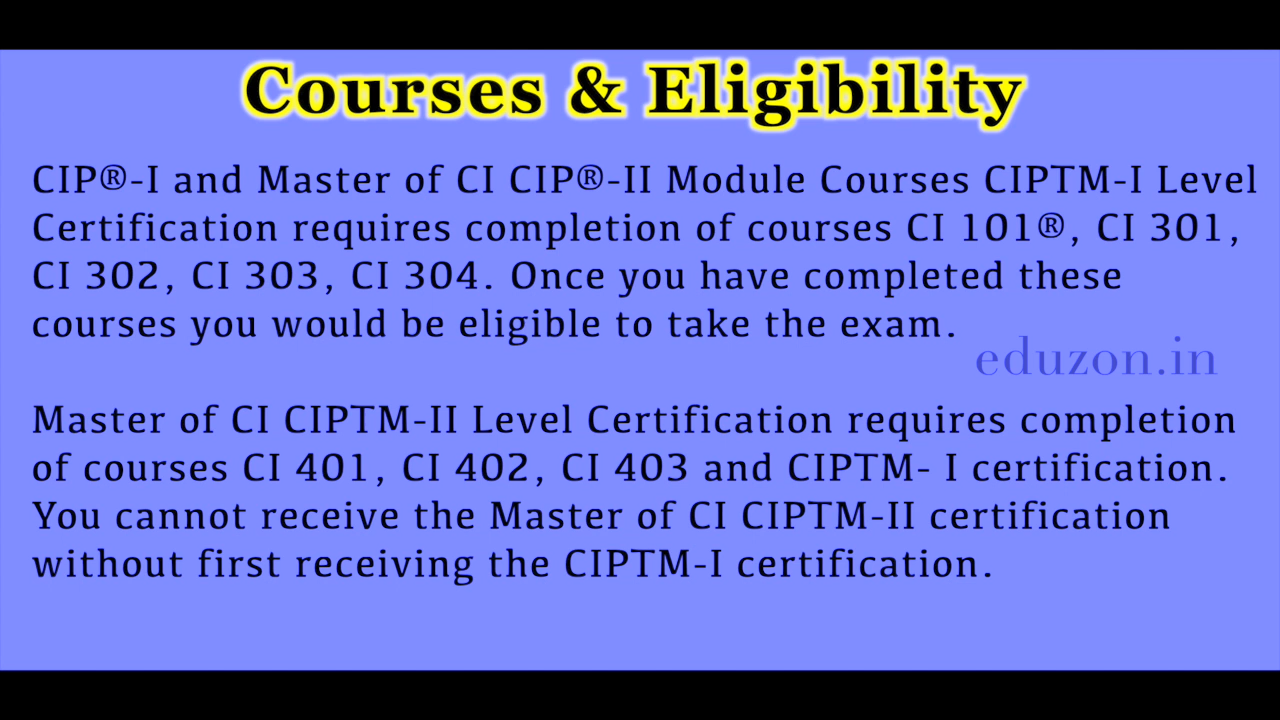 Courses & Eligibility
CIP®-I and Master of CI CIP®-II Module Courses CIPTM-I Level
Certification requires completion of courses CI 101®, CI 301,
CI 302, CI 303, CI 304. Once you have completed these
courses you would be eligible to take the exam.
eduzon.in
Master of CI CIPTM-II Level Certification requires completion
of courses CI 401, CI 402, CI 403 and CIPTM- I certification.
You cannot receive the Master of CI CIPTM-II certification
without first receiving the CIPTM-I certification.